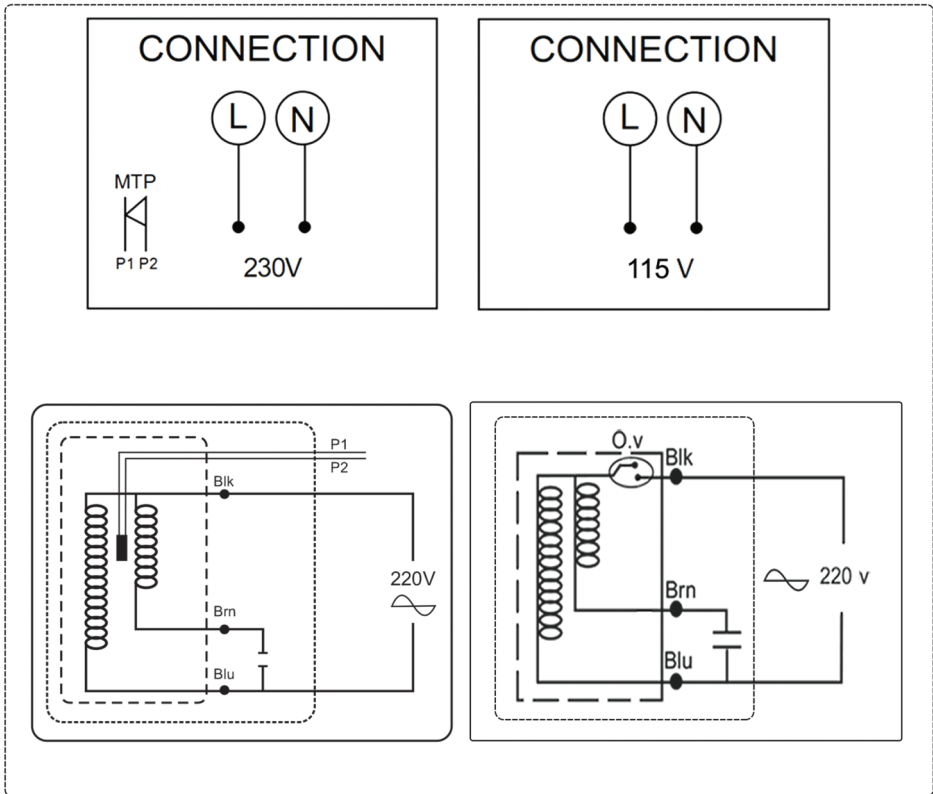 CONNECTION
L N
MTP
P1 P2
230V
CONNECTION
L N
115 V
P1
P2
Blk
220V
Brn
Blu
O.v
Blk
220 v
Brn
Blu